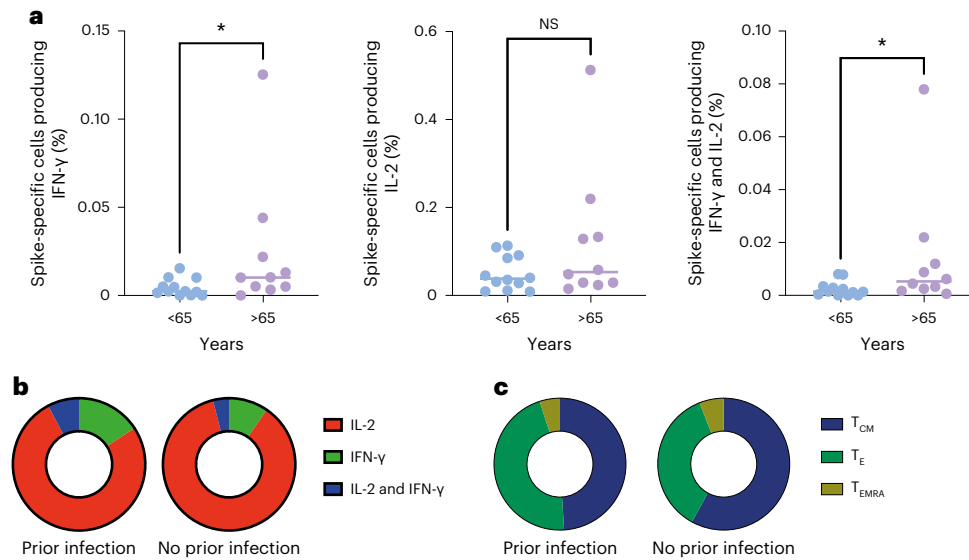 a
Spike-specific cells producing
IFN-γ (%)
0.15
0.10
0.05
0
*
<65
>65
Years
Spike-specific cells producing
IL-2 (%)
0.6
0.4
0.2
0
NS
<65
>65
Years
Spike-specific cells producing
IFN-γ and IL-2 (%)
0.10
0.08
0.06
0.04
0.02
0
*
<65
>65
Years
b
Prior infection
No prior infection
IL-2
IFN-γ
IL-2 and IFN-γ
c
Prior infection
No prior infection
TCM
TE
TEMRA